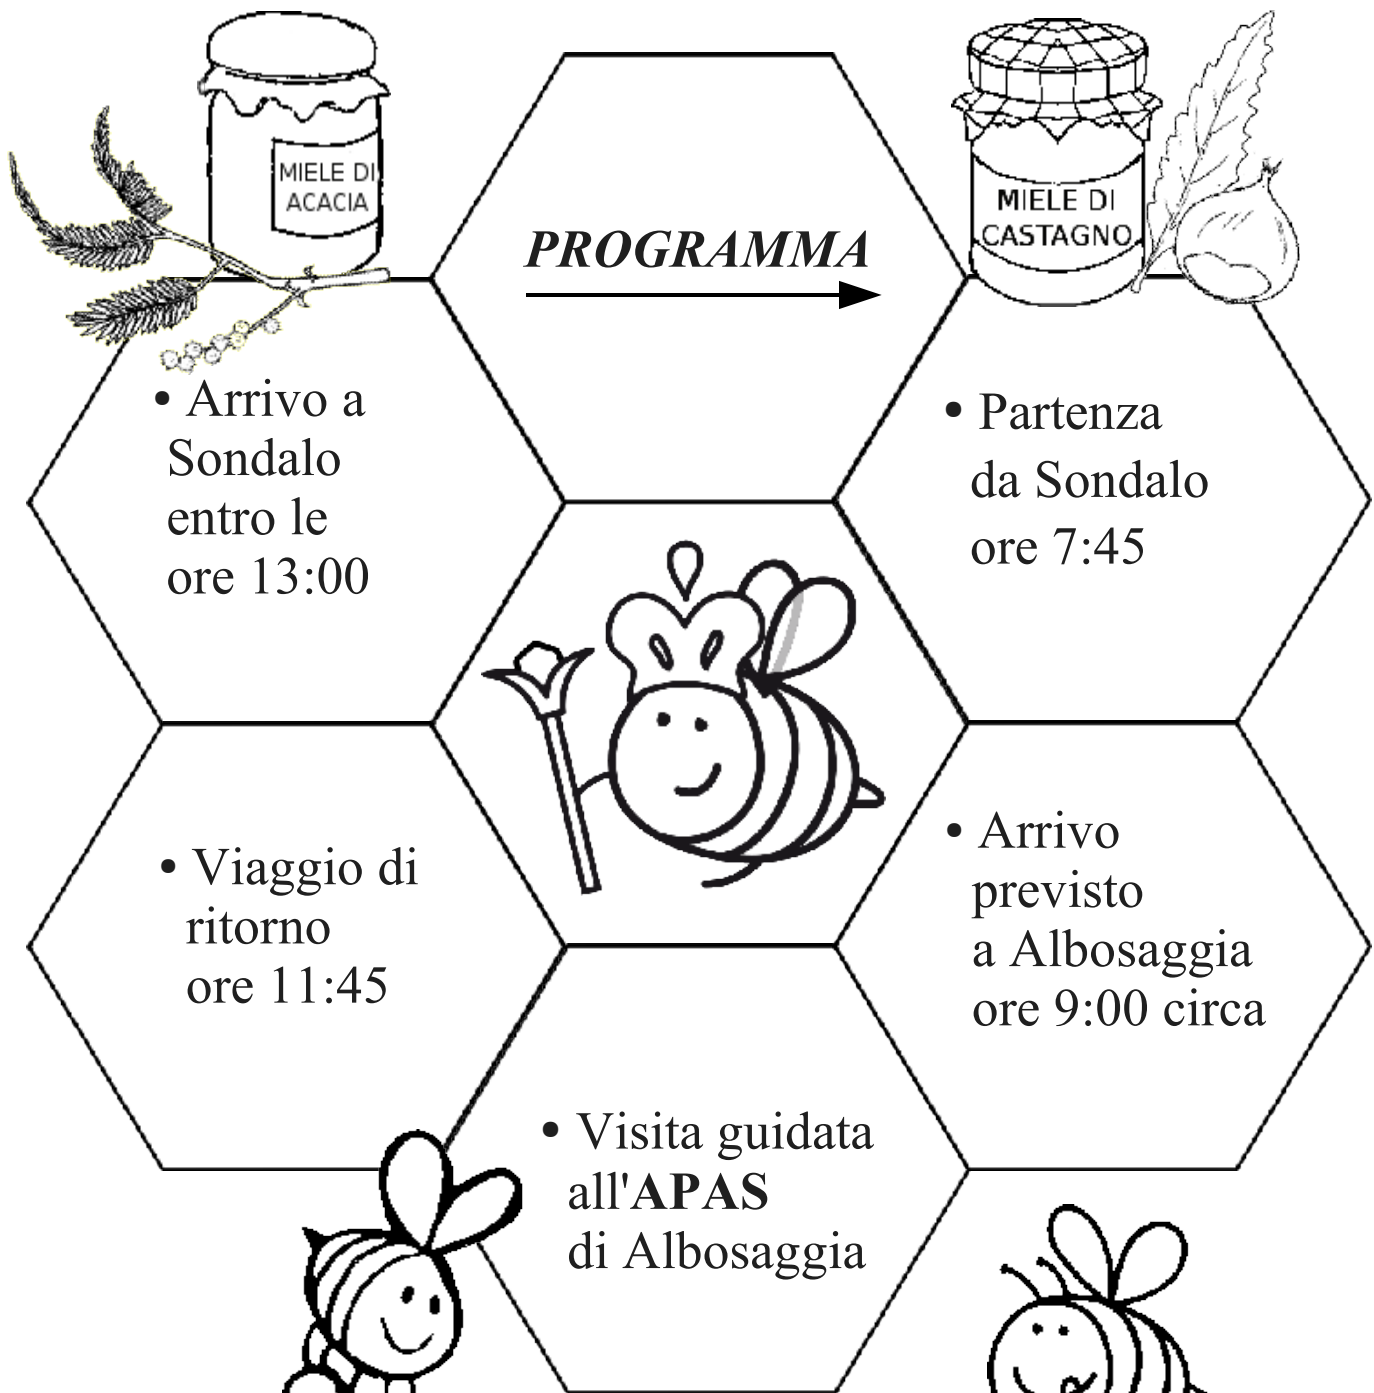 MIELE DI
ACACIA
MIELE DI
CASTAGNO
PROGRAMMA
• Partenza
da Sondalo
ore 7:45
• Arrivo
previsto
a Albosaggia
ore 9:00 circa
• Visita guidata
all'APAS
di Albosaggia
• Viaggio di
ritorno
ore 11:45
• Arrivo a
Sondalo
entro le
ore 13:00